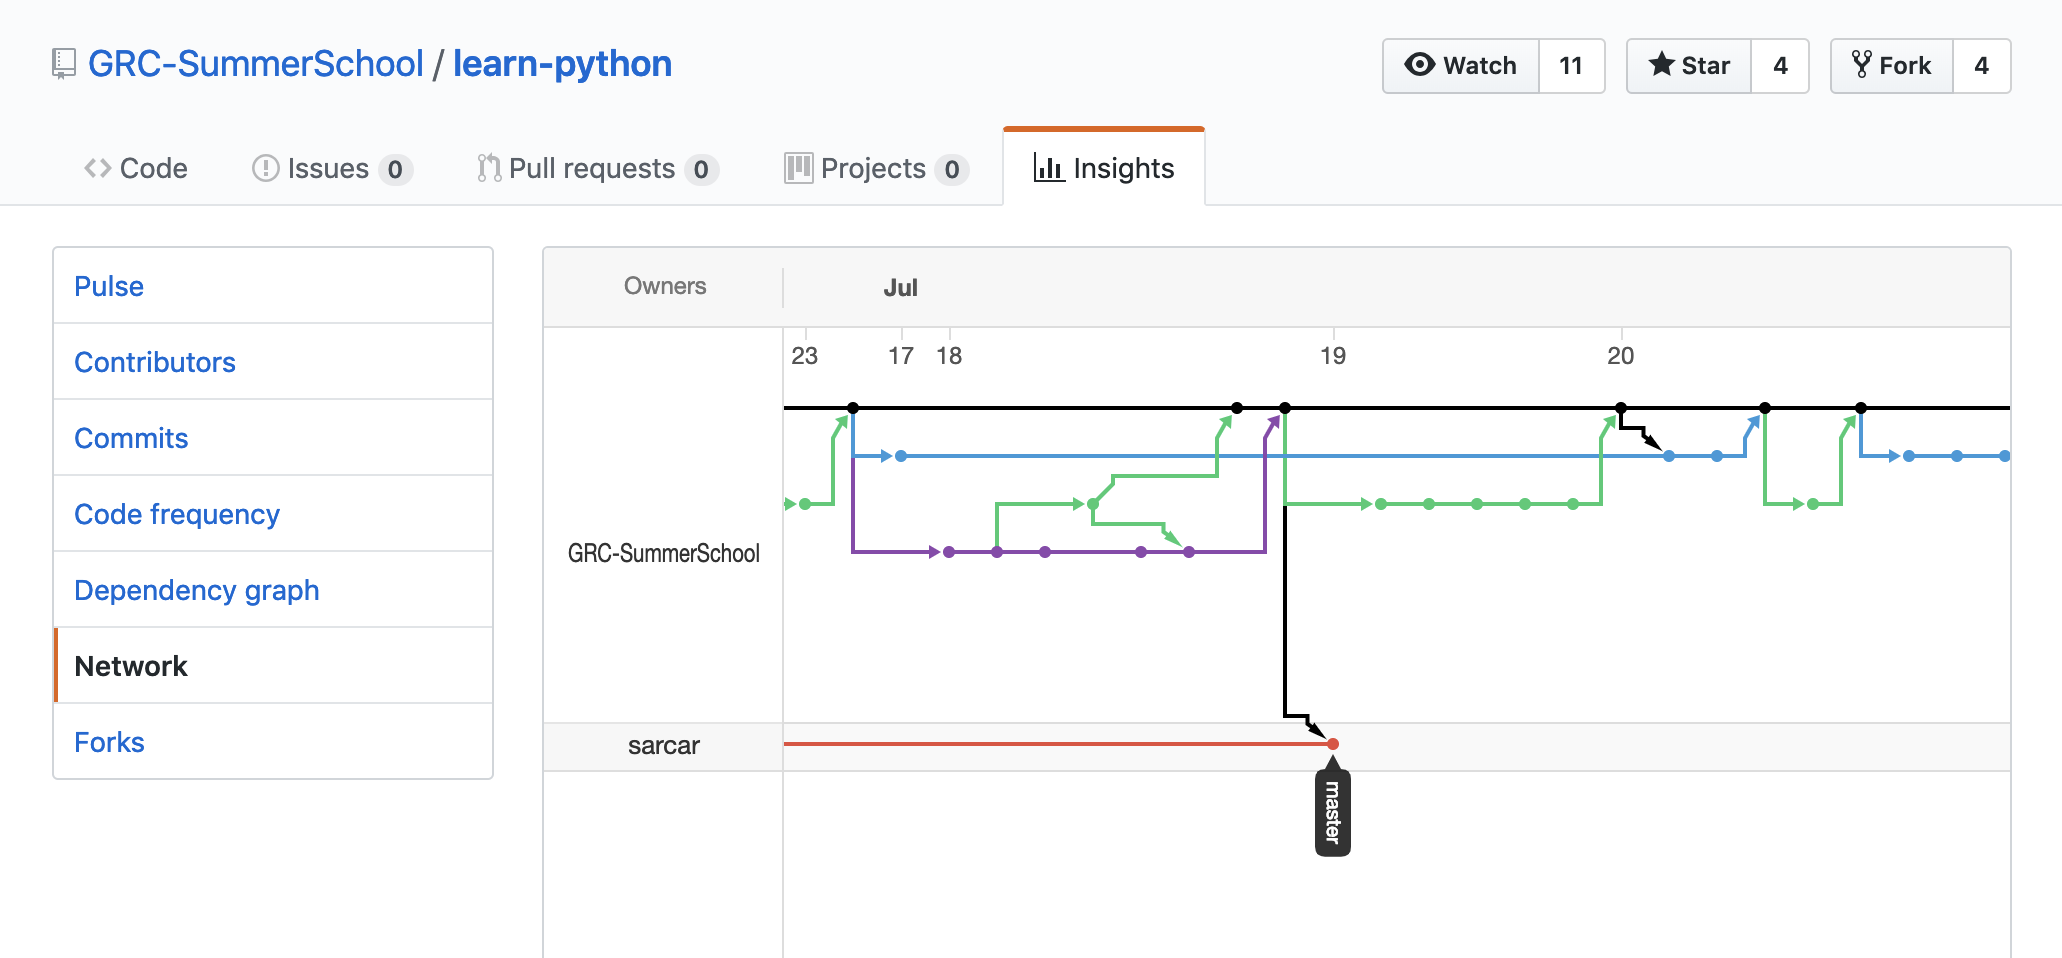 GRC-SummerSchool / learn-python
Watch 11
Star 4
Fork 4
Code
Issues 0
Pull requests 0
Projects 0
Insights
Pulse
Contributors
Commits
Code frequency
Dependency graph
Network
Forks
Owners
Jul
23 17 18 19 20
GRC-SummerSchool
sarcar
master